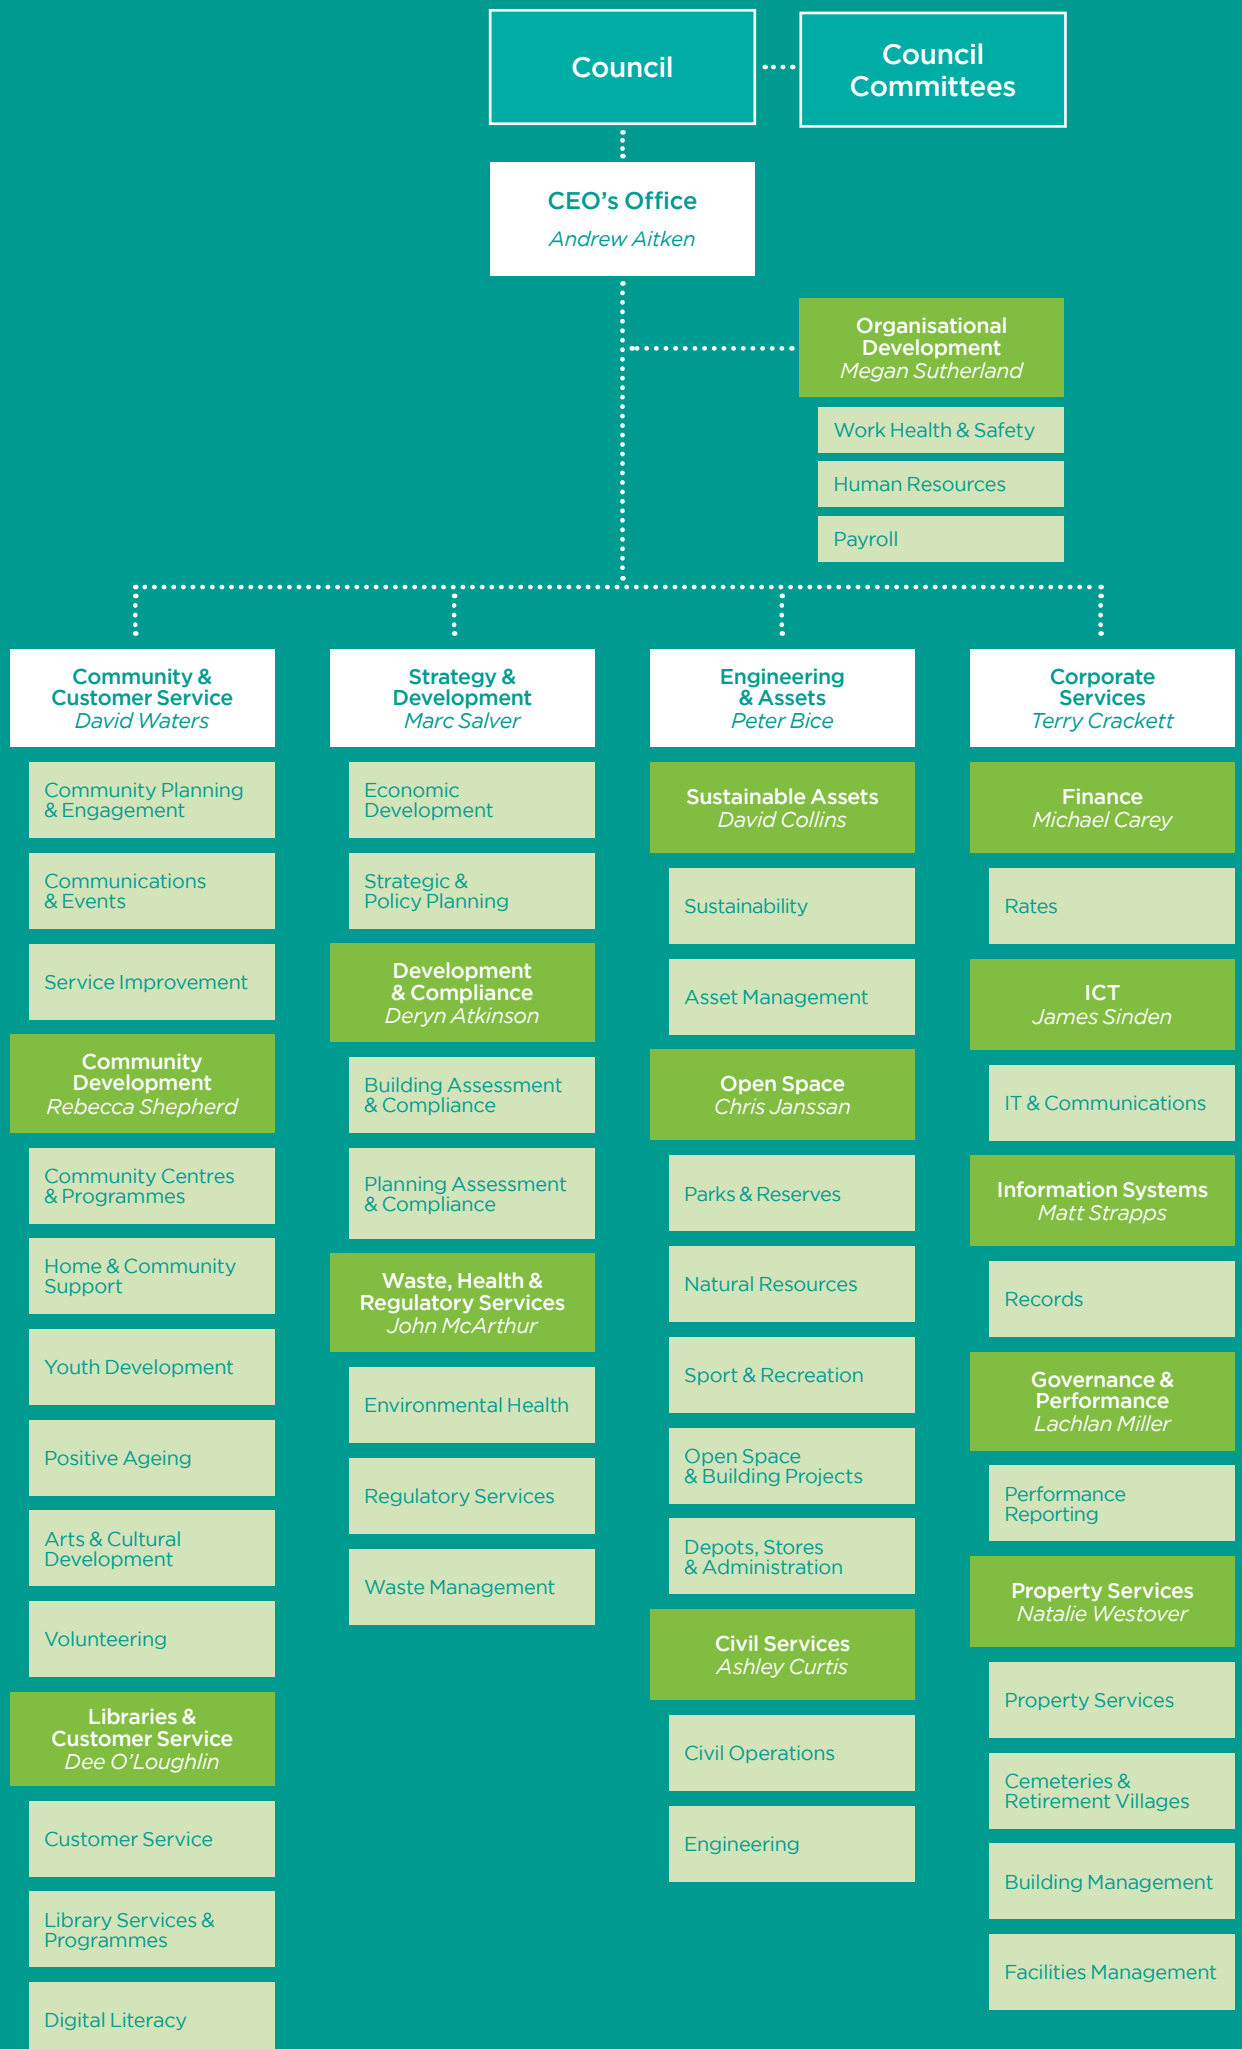 Council
Council
Committees
CEO’s Office
Andrew Aitken
Organisational
Development
Megan Sutherland
Work Health & Safety
Human Resources
Payroll
Community &
Customer Service
David Waters
Community Planning
& Engagement
Communications
& Events
Service Improvement
Community
Development
Rebecca Shepherd
Community Centres
& Programmes
Home & Community
Support
Youth Development
Positive Ageing
Arts & Cultural
Development
Volunteering
Libraries &
Customer Service
Dee O’Loughlin
Customer Service
Library Services &
Programmes
Digital Literacy
Strategy &
Development
Marc Salver
Economic
Development
Strategic &
Policy Planning
Development
& Compliance
Deryn Atkinson
Building Assessment
& Compliance
Planning Assessment
& Compliance
Waste, Health &
Regulatory Services
John McArthur
Environmental Health
Regulatory Services
Waste Management
Engineering
& Assets
Peter Bice
Sustainable Assets
David Collins
Sustainability
Asset Management
Open Space
Chris Janssan
Parks & Reserves
Natural Resources
Sport & Recreation
Open Space
& Building Projects
Depots, Stores
& Administration
Civil Services
Ashley Curtis
Civil Operations
Engineering
Corporate
Services
Terry Crackett
Finance
Michael Carey
Rates
ICT
James Sinden
IT & Communications
Information Systems
Matt Strapps
Records
Governance &
Performance
Lachlan Miller
Performance
Reporting
Property Services
Natalie Westover
Property Services
Cemeteries &
Retirement Villages
Building Management
Facilities Management